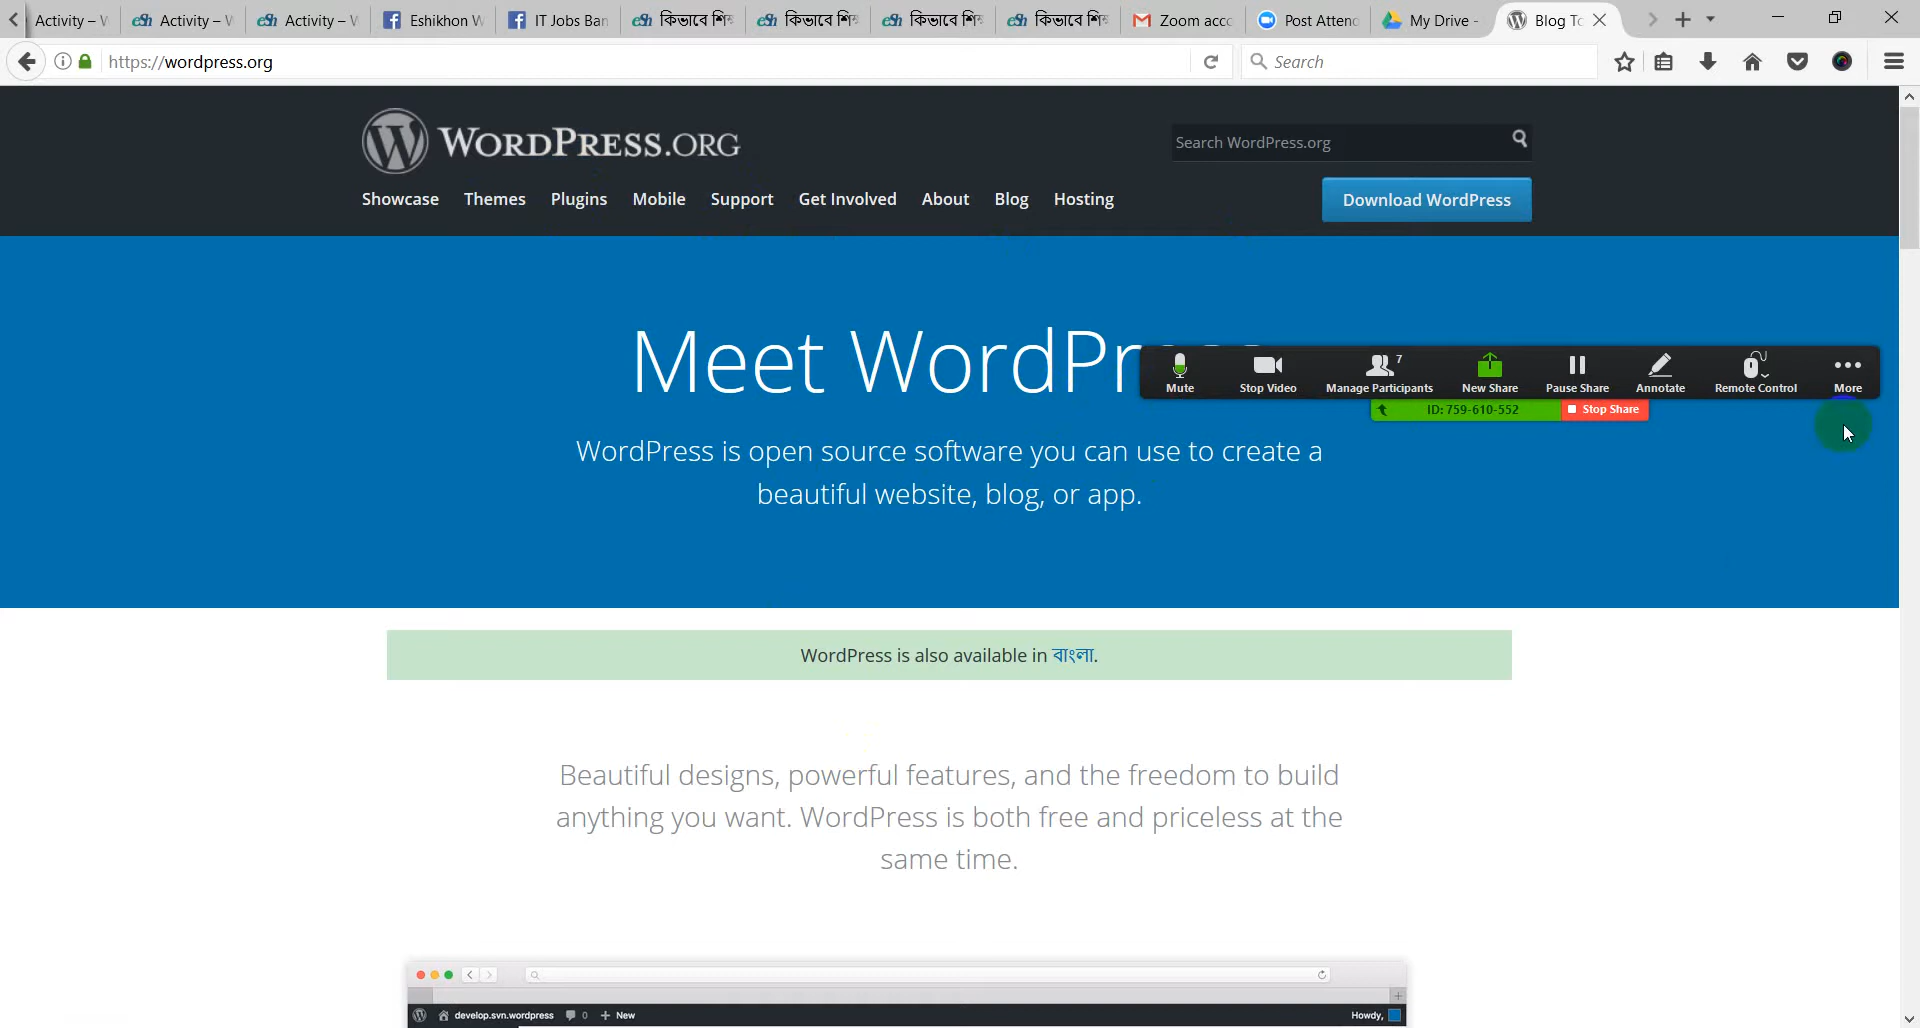 Activity –
Activity –
Activity –
Eshikhon
IT Jobs Ban
কিভাবে
কিভাবে
কিভাবে
কিভাবে
Zoom acco
Post Attend
My Drive -
Blog To
https://wordpress.org
Search
WORDPRESS.ORG
Search WordPress.org
Showcase
Themes
Plugins
Mobile
Support
Get Involved
About
Blog
Hosting
Download WordPress
Meet WordPr
Mute
Stop Video
7
Manage Participants
New Share
Pause Share
Annotate
Remote Control
More
ID: 759-610-552
Stop Share
WordPress is open source software you can use to create a
beautiful website, blog, or app.
WordPress is also available in বাংলা.
Beautiful designs, powerful features, and the freedom to build
anything you want. WordPress is both free and priceless at the
same time.
develop.svn.wordpress
0
New
Howdy,